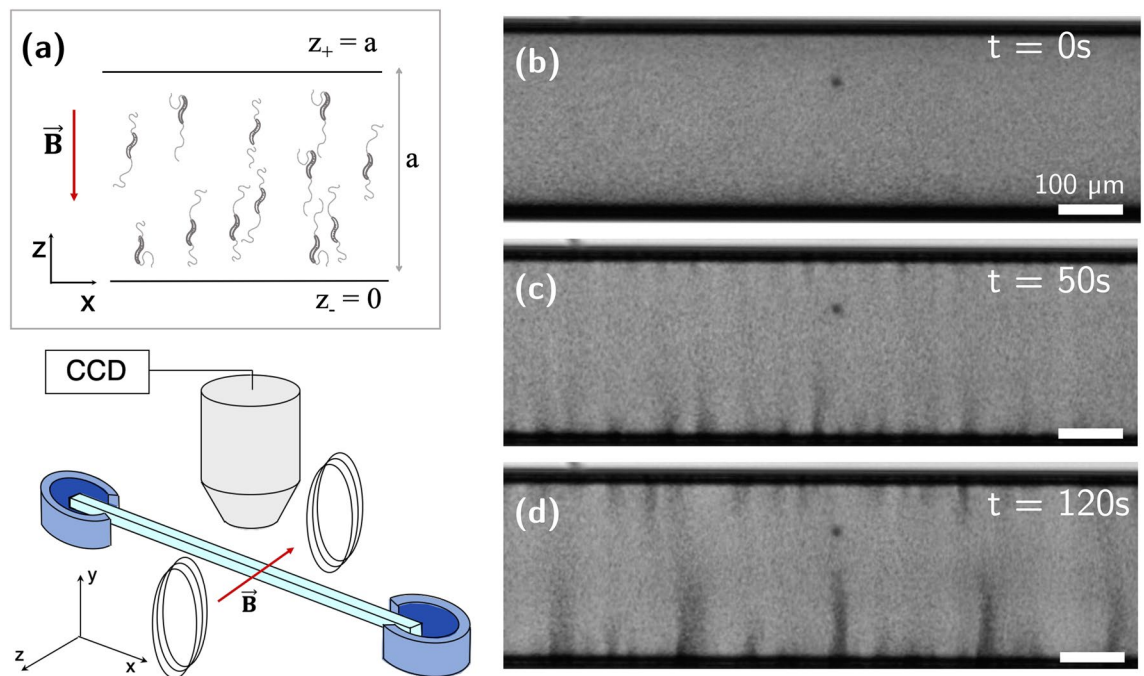 (a)
z₊ = a
B
a
z
x
z₋ = 0
CCD
B
y
z
x
(b)
t = 0s
100 μm
(c)
t = 50s
(d)
t = 120s